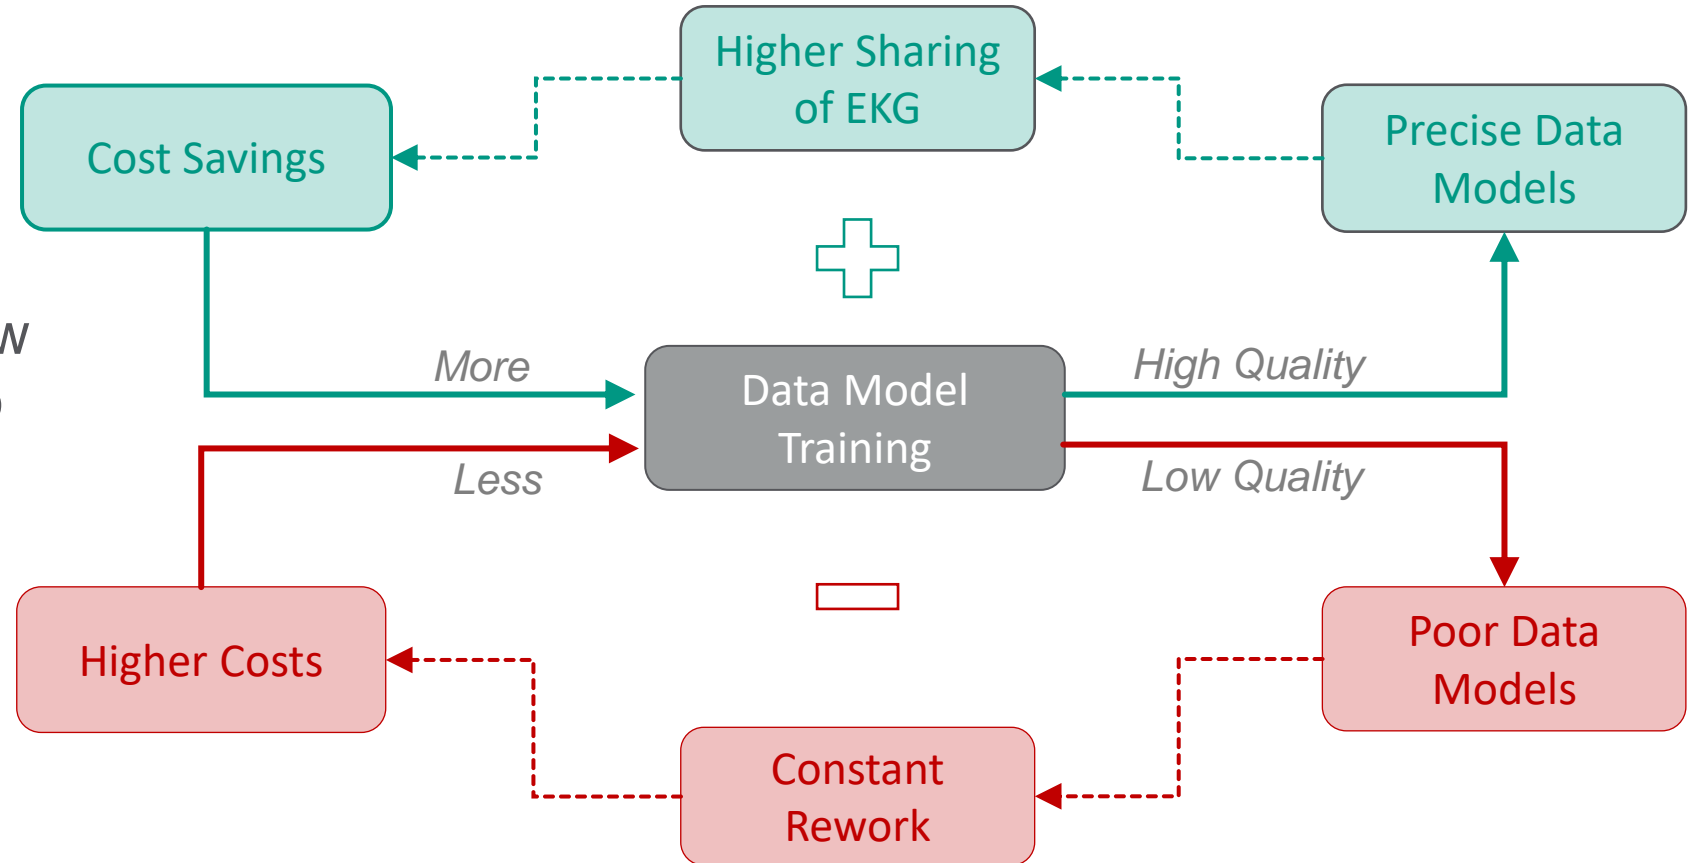 Higher Sharing
of EKG
Cost Savings
Precise Data
Models
More
High Quality
Data Model
Training
Less
Low Quality
Higher Costs
Poor Data
Models
Constant
Rework